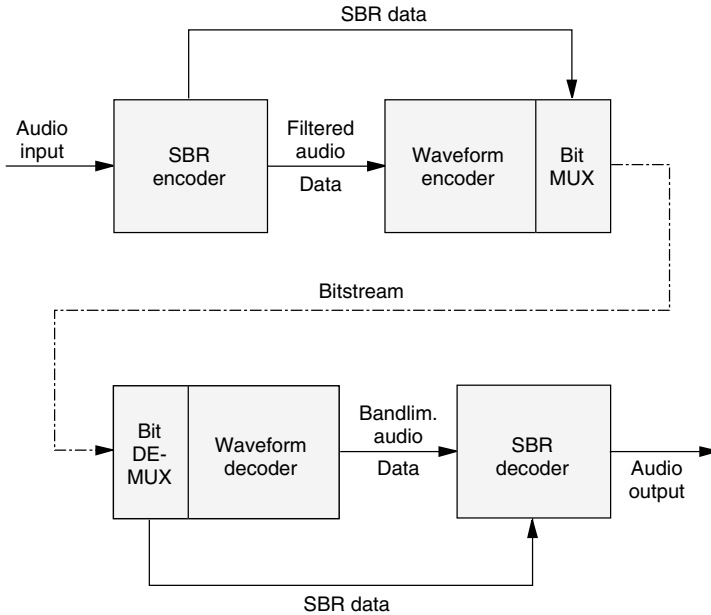 SBR data
Audio
input
SBR
encoder
Filtered
audio
Data
Waveform
encoder
Bit
MUX
Bitstream
Bit
DE-
MUX
Waveform
decoder
Bandlim.
audio
Data
SBR
decoder
Audio
output
SBR data